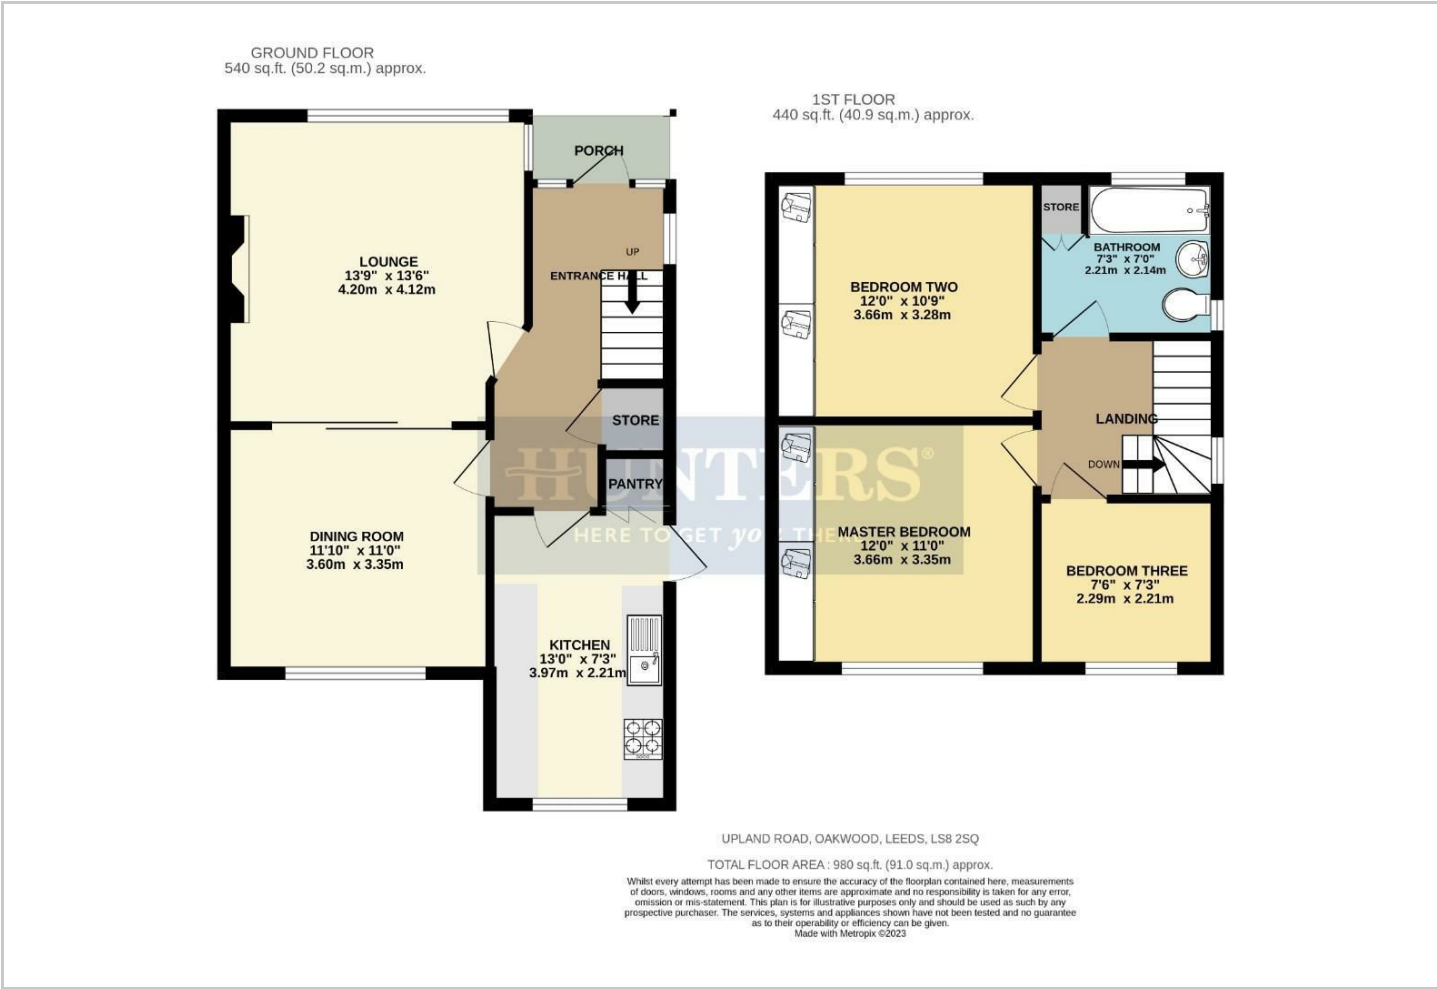 GROUND FLOOR
540 sq.ft. (50.2 sq.m.) approx.
PORCH
LOUNGE
13'9" x 13'6"
4.20m x 4.12m
UP
ENTRANCE HALL
STORE
PANTRY
DINING ROOM
11'10" x 11'0"
3.60m x 3.35m
KITCHEN
13'0" x 7'3"
3.97m x 2.21m
1ST FLOOR
440 sq.ft. (40.9 sq.m.) approx.
STORE
BATHROOM
7'3" x 7'0"
2.21m x 2.14m
BEDROOM TWO
12'0" x 10'9"
3.66m x 3.28m
LANDING
DOWN
MASTER BEDROOM
12'0" x 11'0"
3.66m x 3.35m
BEDROOM THREE
7'6" x 7'3"
2.29m x 2.21m
HUNTERS®
HERE TO GET you THERE
UPLAND ROAD, OAKWOOD, LEEDS, LS8 2SQ
TOTAL FLOOR AREA : 980 sq.ft. (91.0 sq.m.) approx.
Whilst every attempt has been made to ensure the accuracy of the floorplan contained here, measurements
of doors, windows, rooms and any other items are approximate and no responsibility is taken for any error,
omission or mis-statement. This plan is for illustrative purposes only and should be used as such by any
prospective purchaser. The services, systems and appliances shown have not been tested and no guarantee
as to their operability or efficiency can be given.
Made with Metropix ©2023